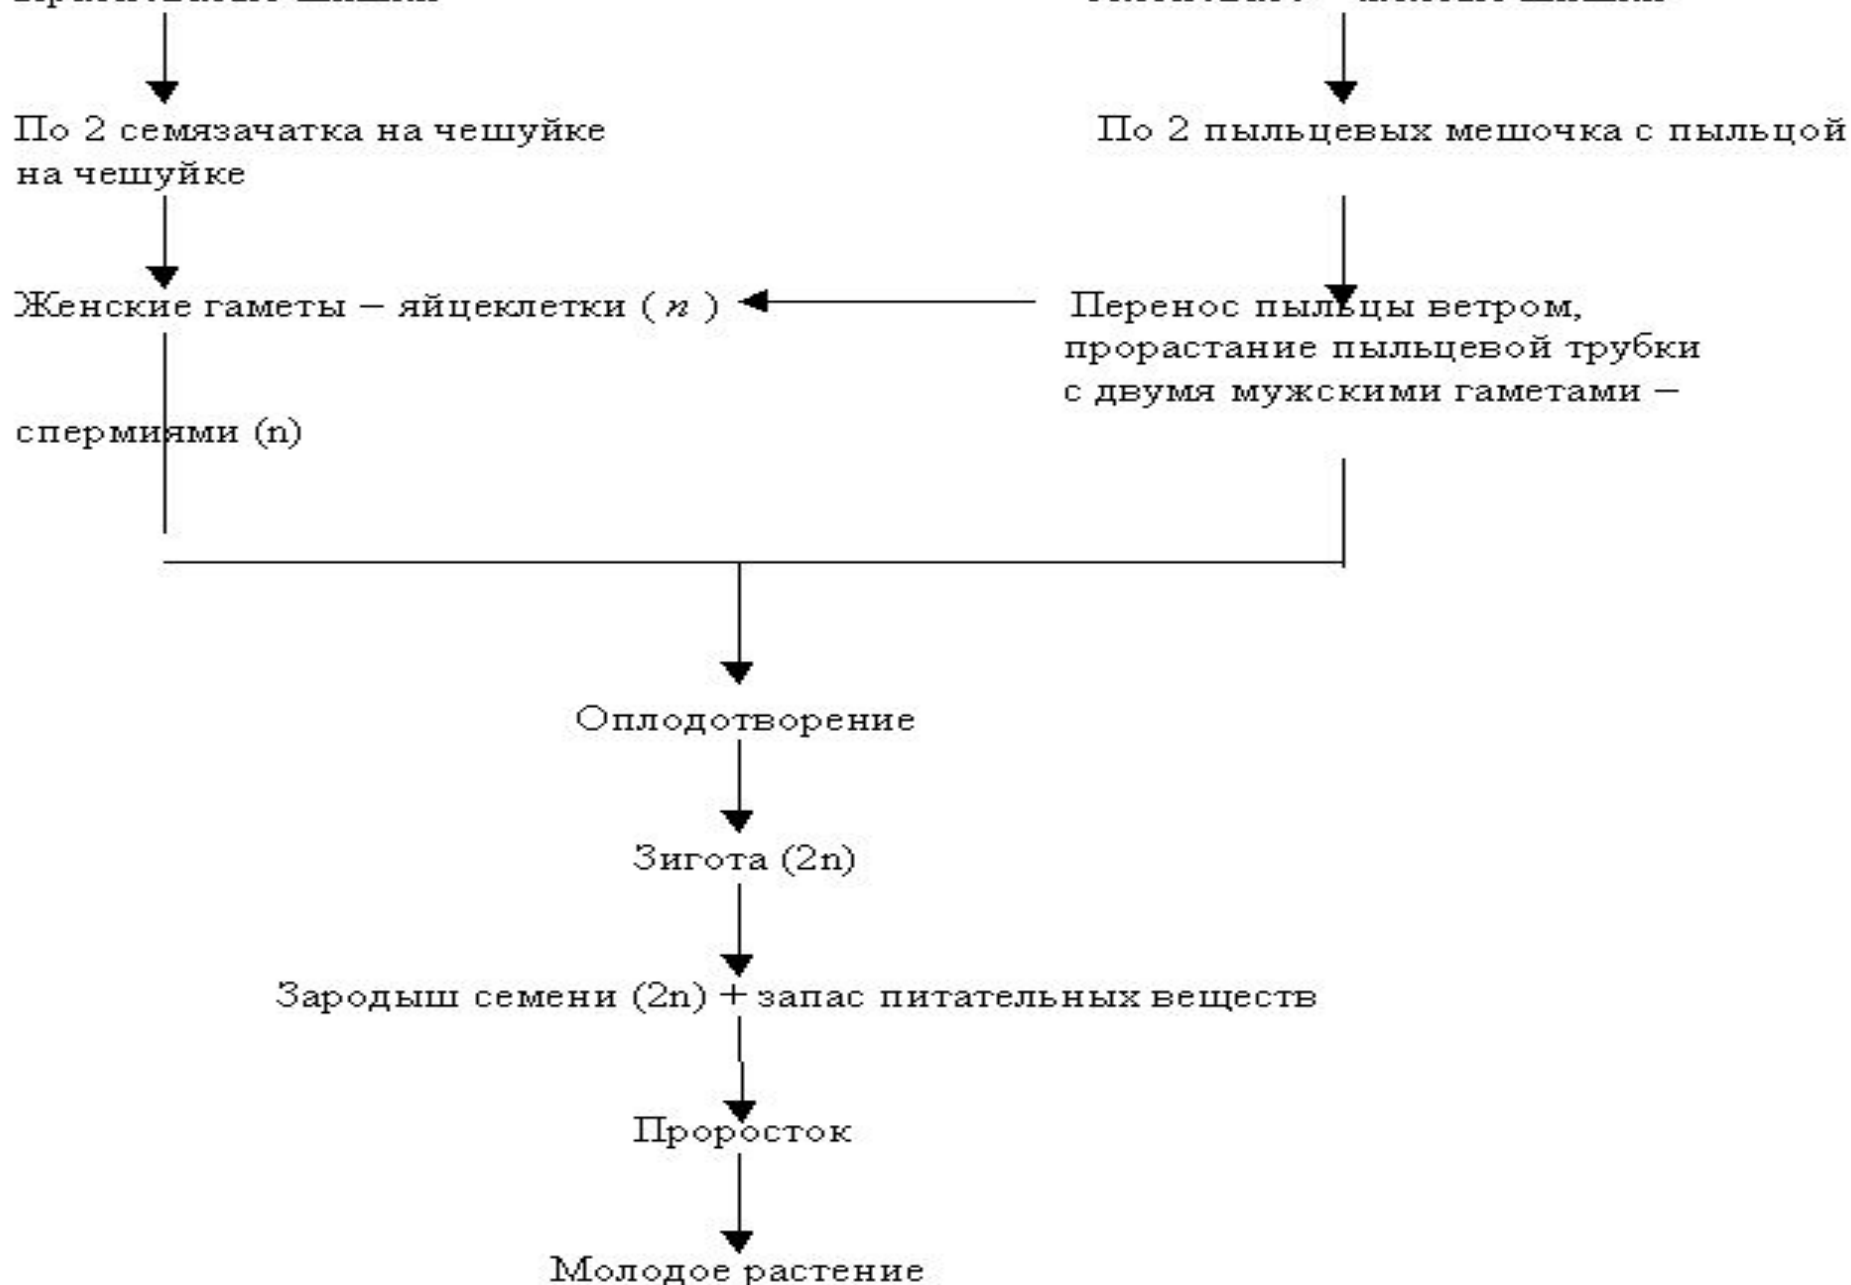 По 2 семязачатка на чешуйке
на чешуйке
По 2 пыльцевых мешочка с пыльцой
Женские гаметы – яйцеклетки ( n )
Перенос пыльцы ветром,
прорастание пыльцевой трубки
с двумя мужскими гаметами –
спермиями (n)
Оплодотворение
Зигота (2n)
Зародыш семени (2n) + запас питательных веществ
Проросток
Молодое растение